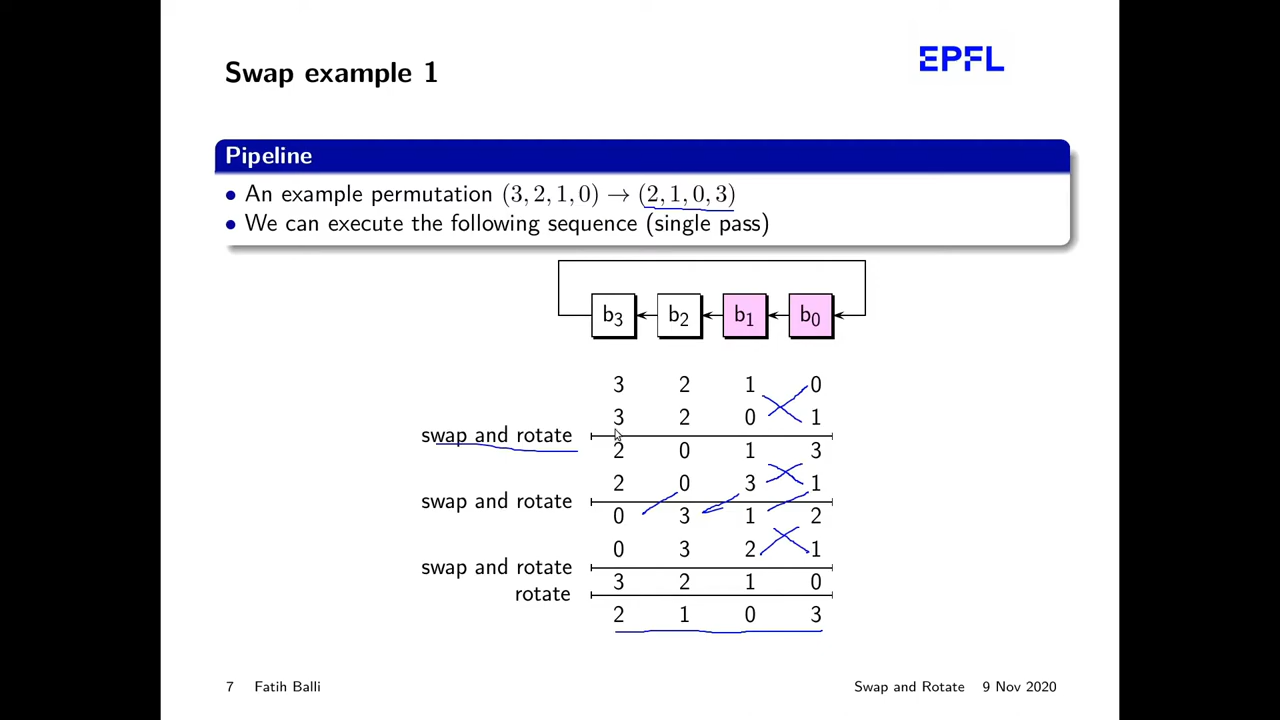 Swap example 1
EPFL
Pipeline
• An example permutation (3, 2, 1, 0) → (2, 1, 0, 3)
• We can execute the following sequence (single pass)
b3 b2 b1 b0
3 2 1 0
3 2 0 1
swap and rotate
2 0 1 3
2 0 3 1
swap and rotate
0 3 1 2
0 3 2 1
swap and rotate
3 2 1 0
rotate
2 1 0 3
7 Fatih Balli Swap and Rotate 9 Nov 2020